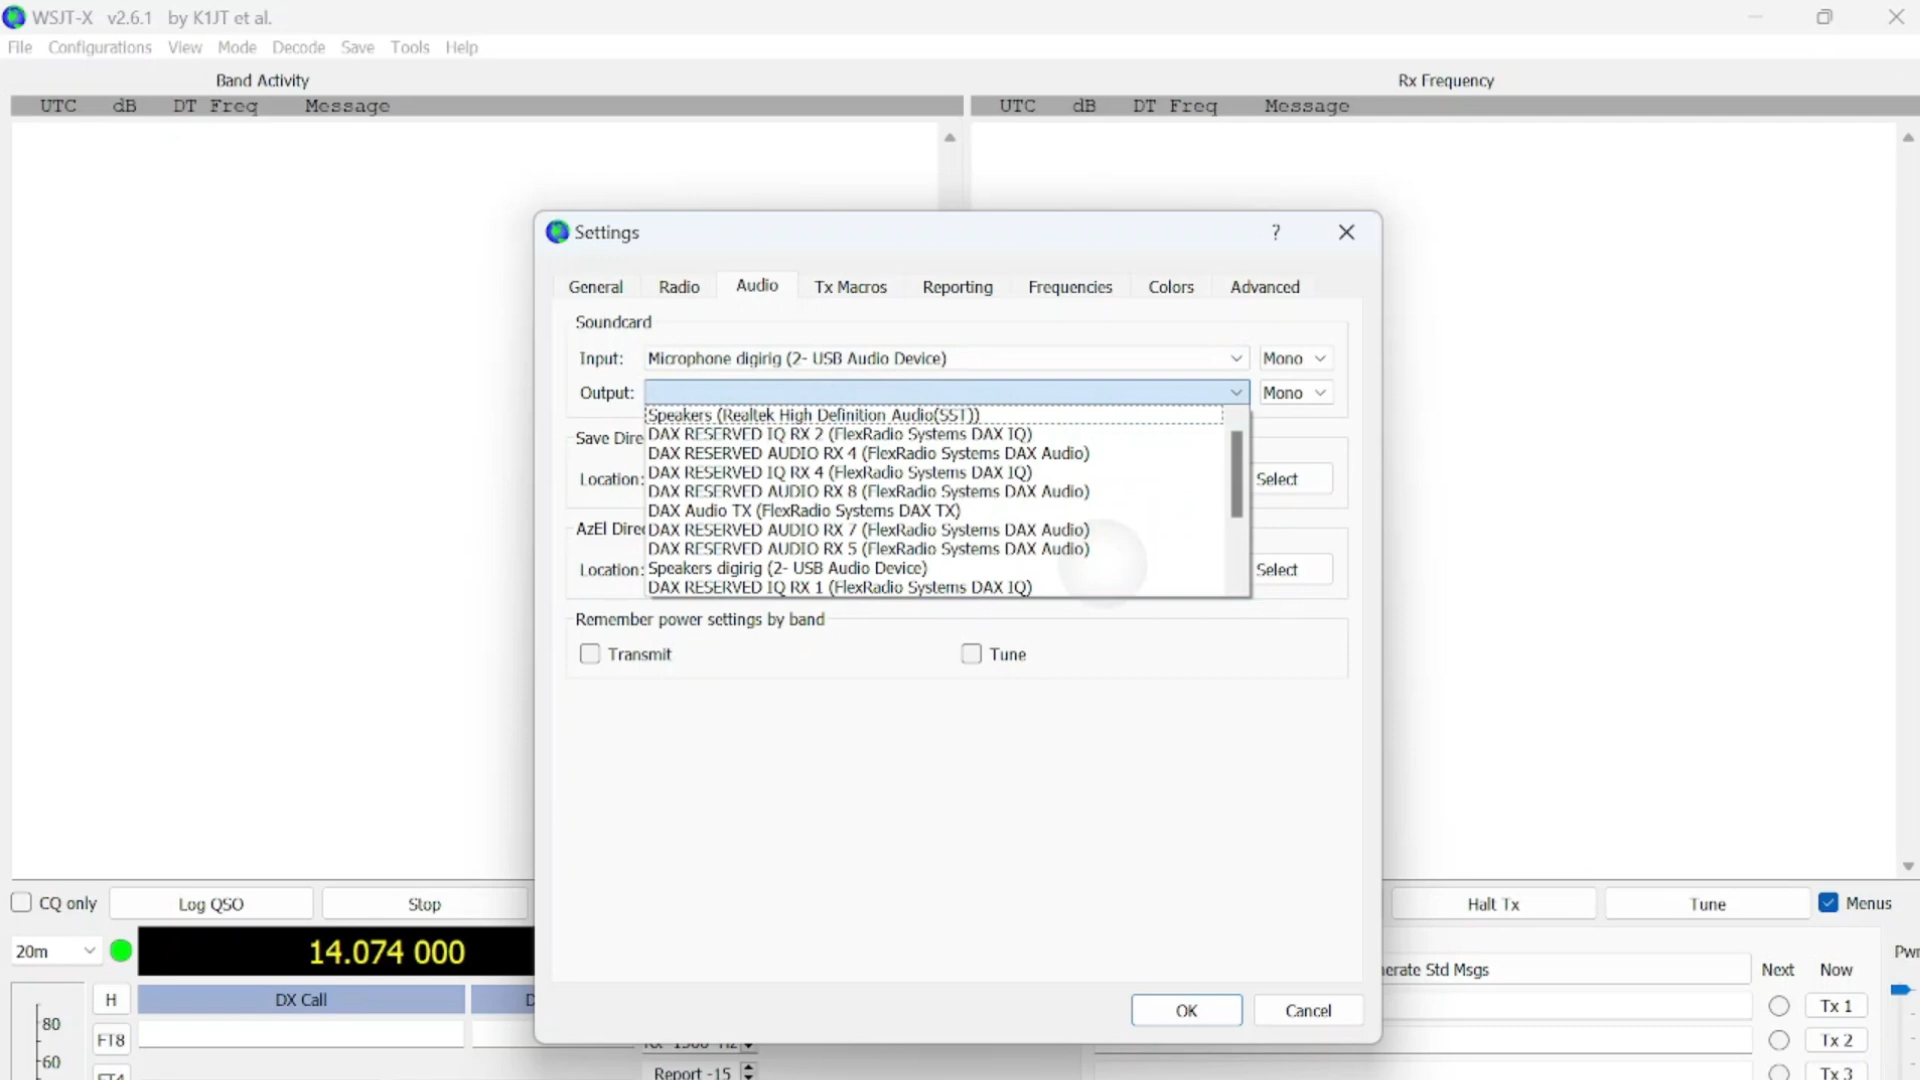 WSJT-X v2.6.1 by K1JT et al.
File Configurations View Mode Decode Save Tools Help
Band Activity
Rx Frequency
UTC dB DT Freq Message
UTC dB DT Freq Message
Settings
?
General Radio Audio Tx Macros Reporting Frequencies Colors Advanced
Soundcard
Input: Microphone digirig (2- USB Audio Device) Mono
Output: Mono
Speakers (Realtek High Definition Audio(SST))
DAX RESERVED IQ RX 2 (FlexRadio Systems DAX IQ)
Save Dire
DAX RESERVED AUDIO RX 4 (FlexRadio Systems DAX Audio)
DAX RESERVED IQ RX 4 (FlexRadio Systems DAX IQ)
Location: Select
DAX RESERVED AUDIO RX 8 (FlexRadio Systems DAX Audio)
DAX Audio TX (FlexRadio Systems DAX TX)
AzEl Dire
DAX RESERVED AUDIO RX 7 (FlexRadio Systems DAX Audio)
DAX RESERVED AUDIO RX 5 (FlexRadio Systems DAX Audio)
Location: Select
Speakers digirig (2- USB Audio Device)
DAX RESERVED IQ RX 1 (FlexRadio Systems DAX IQ)
Remember power settings by band
Transmit Tune
OK Cancel
CQ only Log QSO Stop Halt Tx Tune Menus
20m 14.074 000 Pwr
erate Std Msgs Next Now
H DX Call D Tx 1
80
FT8 Tx 2
60
FT4 Report -15 Tx 3